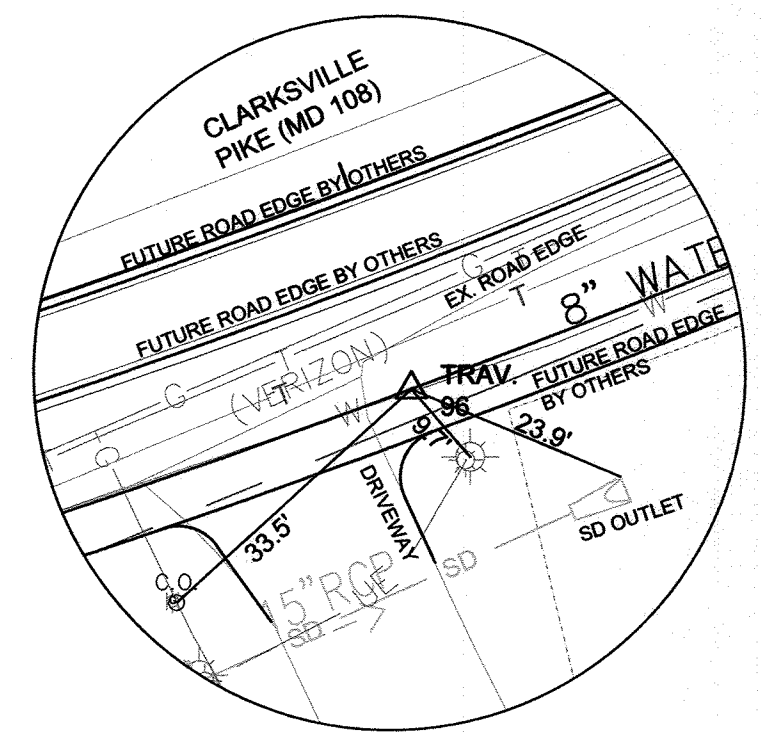 CLARKSVILLE
PIKE (MD 108)
FUTURE ROAD EDGE BY OTHERS
FUTURE ROAD EDGE BY OTHERS
G
EX. ROAD EDGE
T
T
8" WATE
W
FUTURE ROAD EDGE
BY OTHERS
T
G
(VERIZON)
T
W
TRAV.
96
9.7'
23.9'
33.5'
DRIVEWAY
SD OUTLET
C.O.
15"RCP
UE
SD
SD